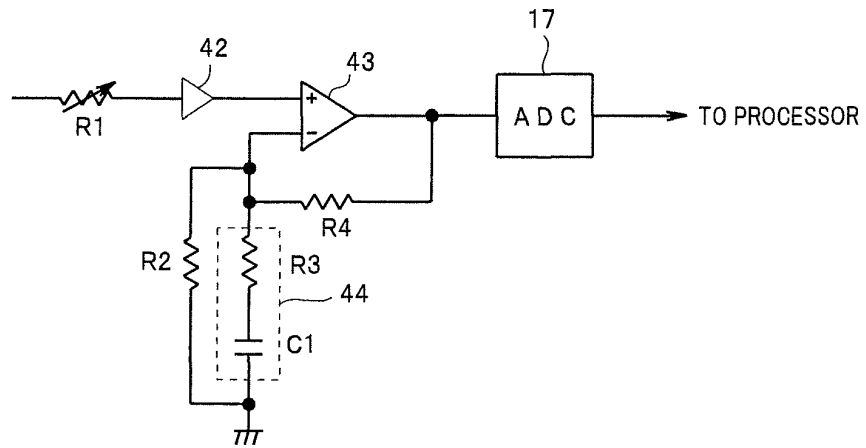 17
42
43
R1
ADC
TO PROCESSOR
R4
R2
R3
44
C1